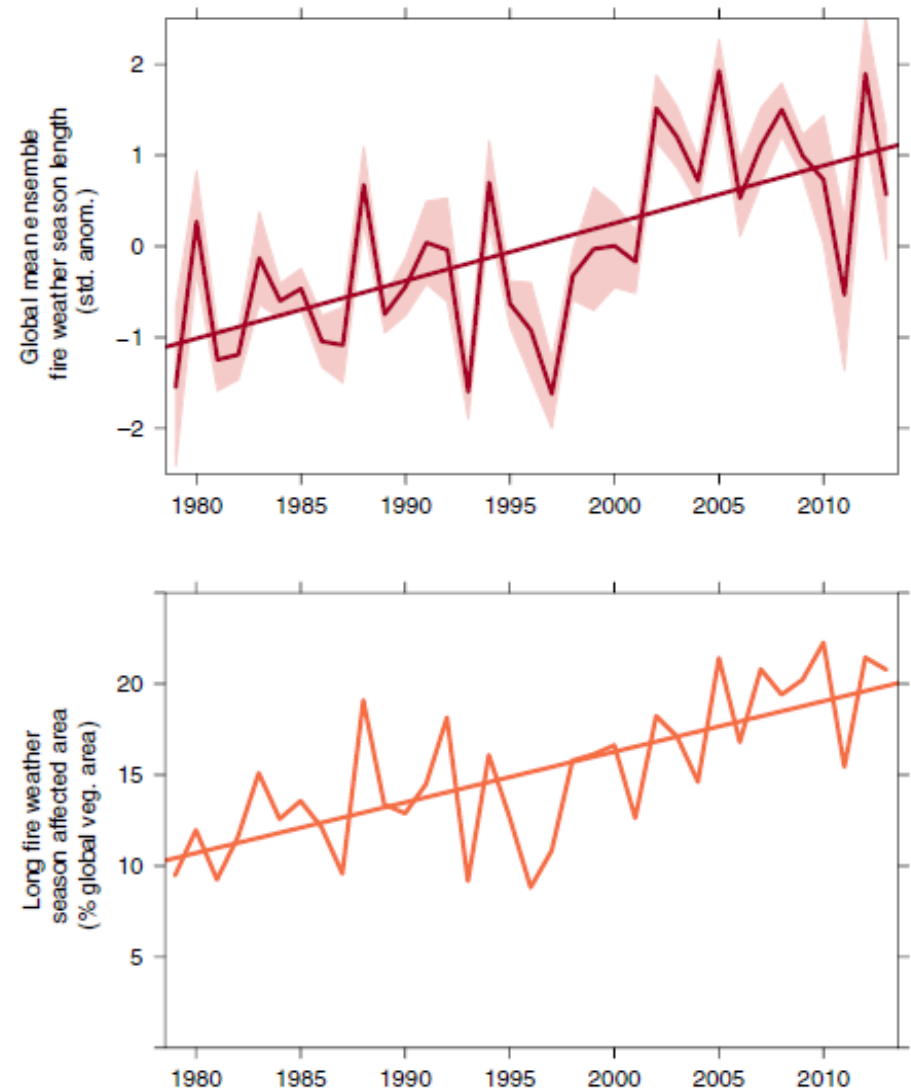 Global mean ensemble
fire weather season length
(std. anom.)
2
1
0
−1
−2
1980 1985 1990 1995 2000 2005 2010
Long fire weather
season affected area
(% global veg. area)
20
15
10
5
1980 1985 1990 1995 2000 2005 2010